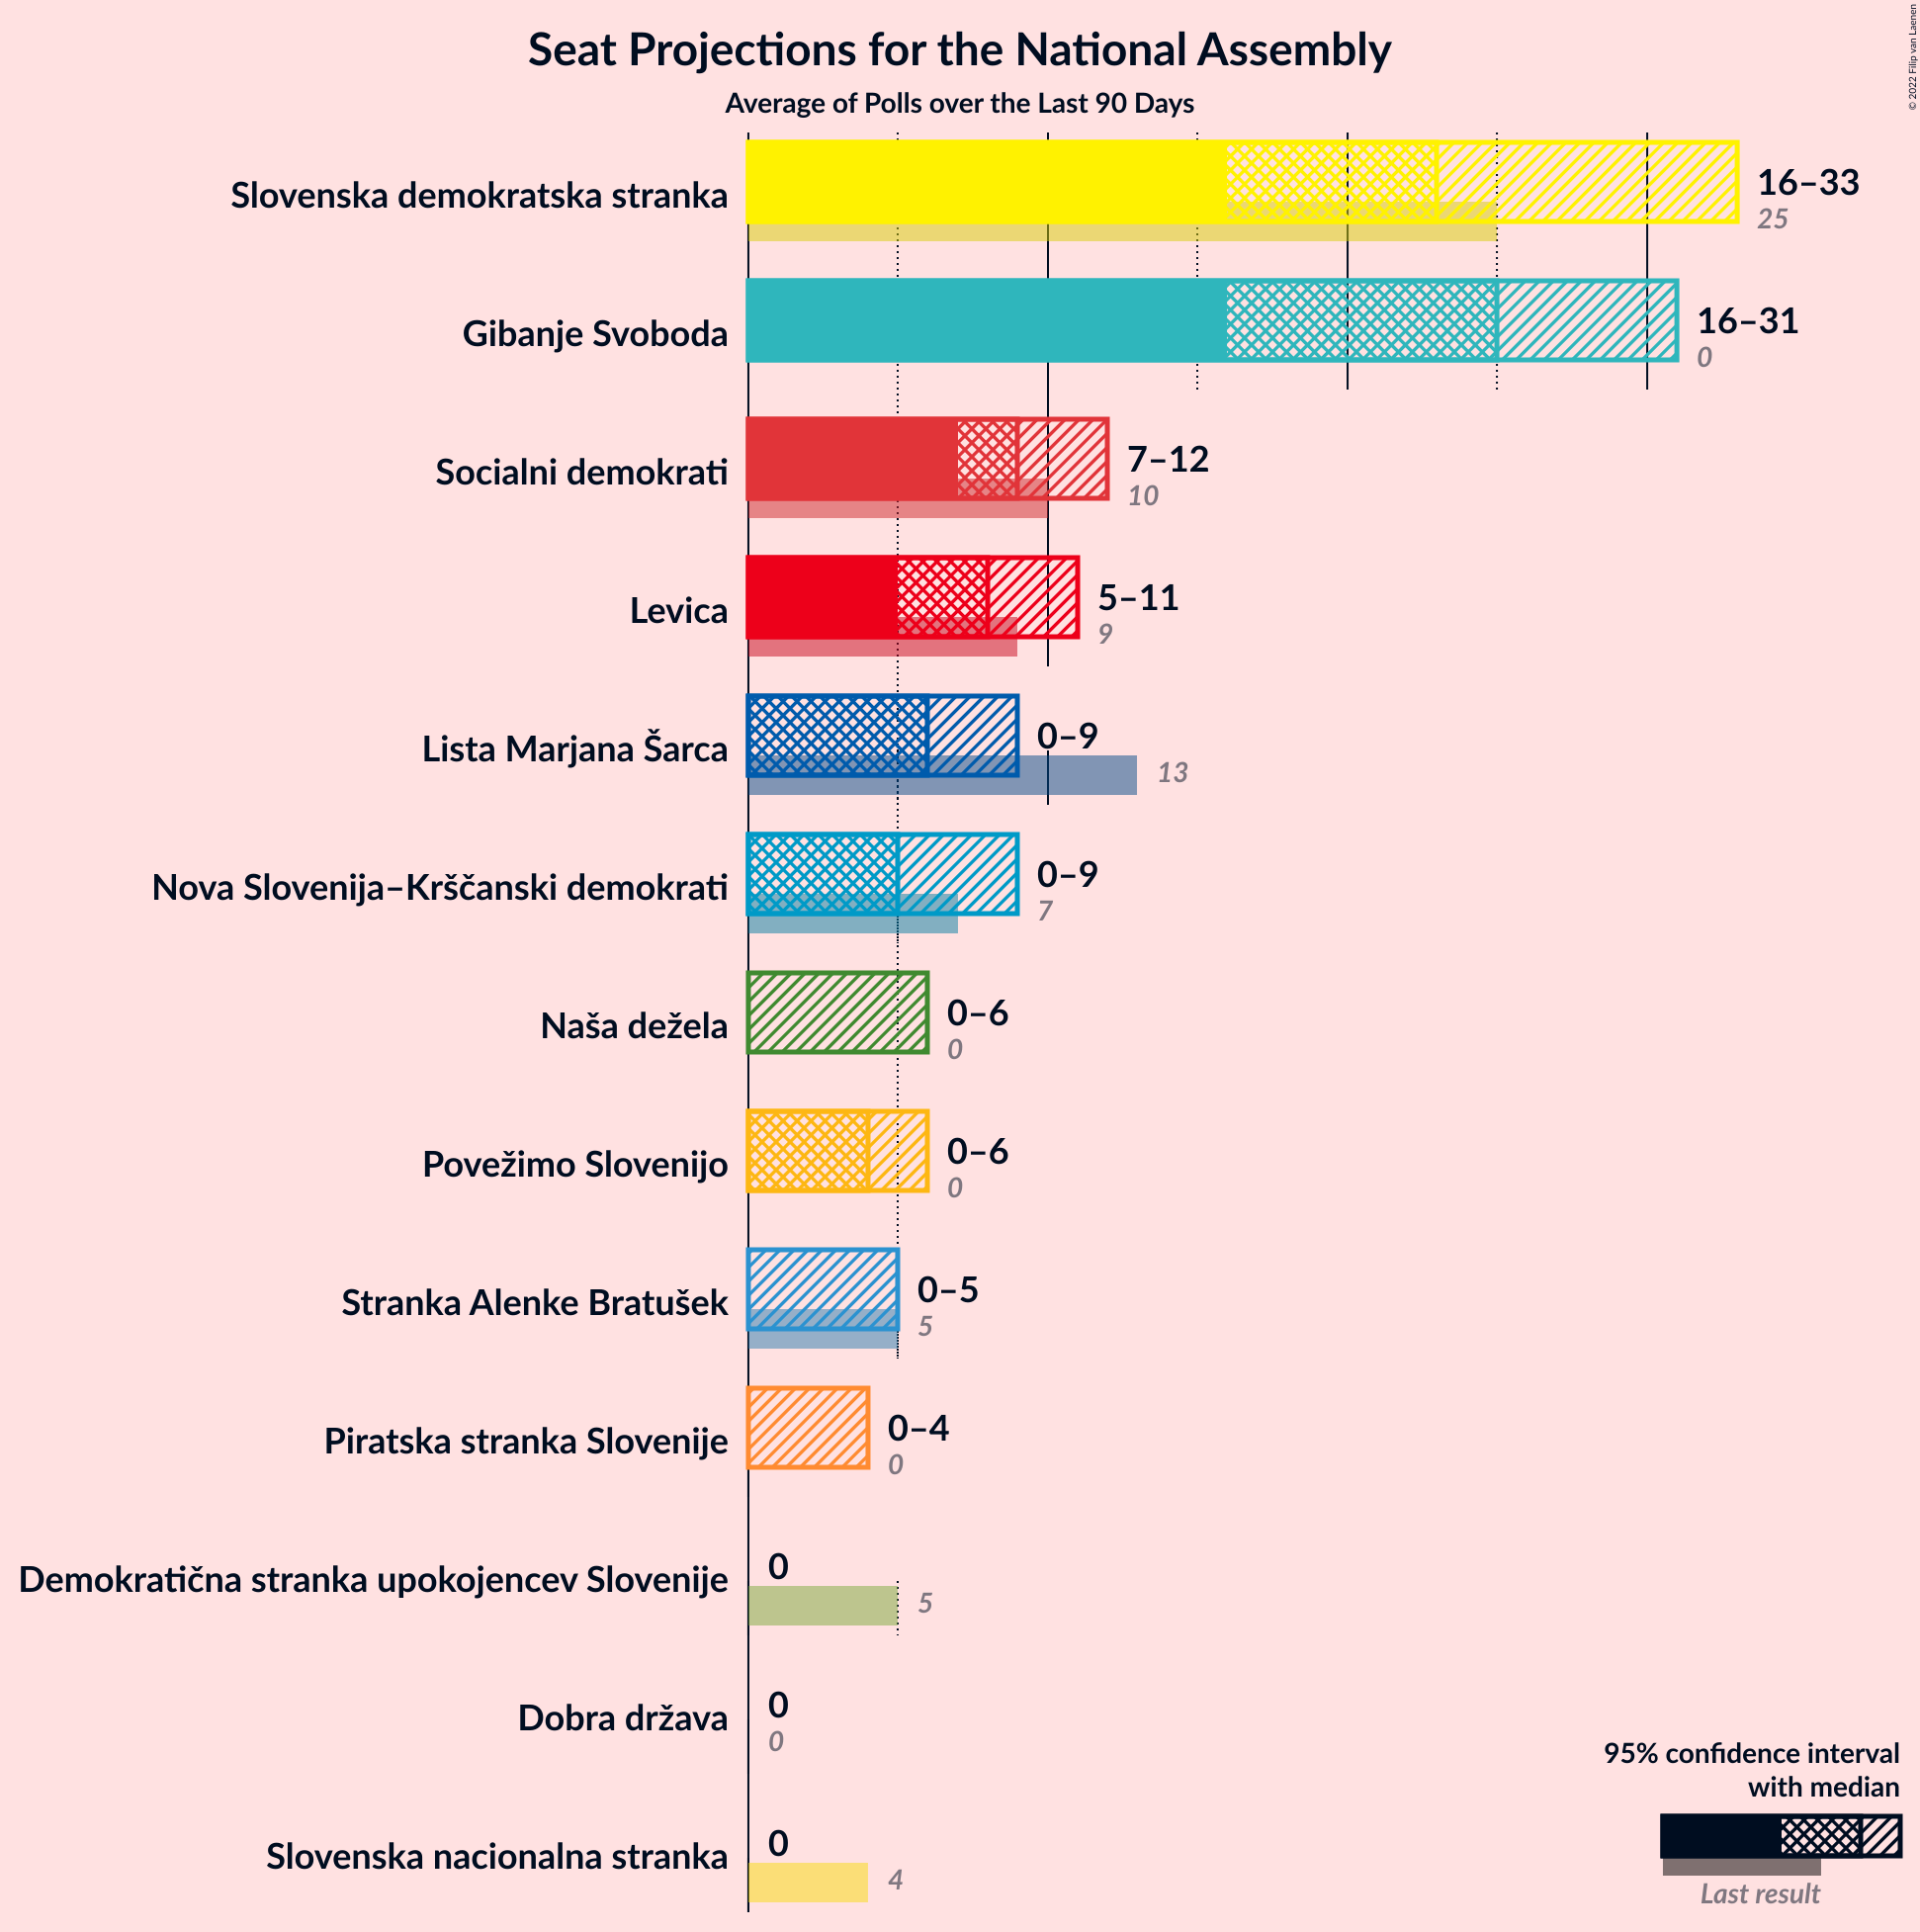 Seat Projections for the National Assembly
Average of Polls over the Last 90 Days
© 2022 Filip van Laenen
Slovenska demokratska stranka
16–33
25
Gibanje Svoboda
16–31
0
Socialni demokrati
7–12
10
Levica
5–11
9
Lista Marjana Šarca
0–9
13
Nova Slovenija–Krščanski demokrati
0–9
7
Naša dežela
0–6
0
Povežimo Slovenijo
0–6
0
Stranka Alenke Bratušek
0–5
5
Piratska stranka Slovenije
0–4
0
Demokratična stranka upokojencev Slovenije
0
5
Dobra država
0
0
Slovenska nacionalna stranka
0
4
95% confidence interval
with median
Last result